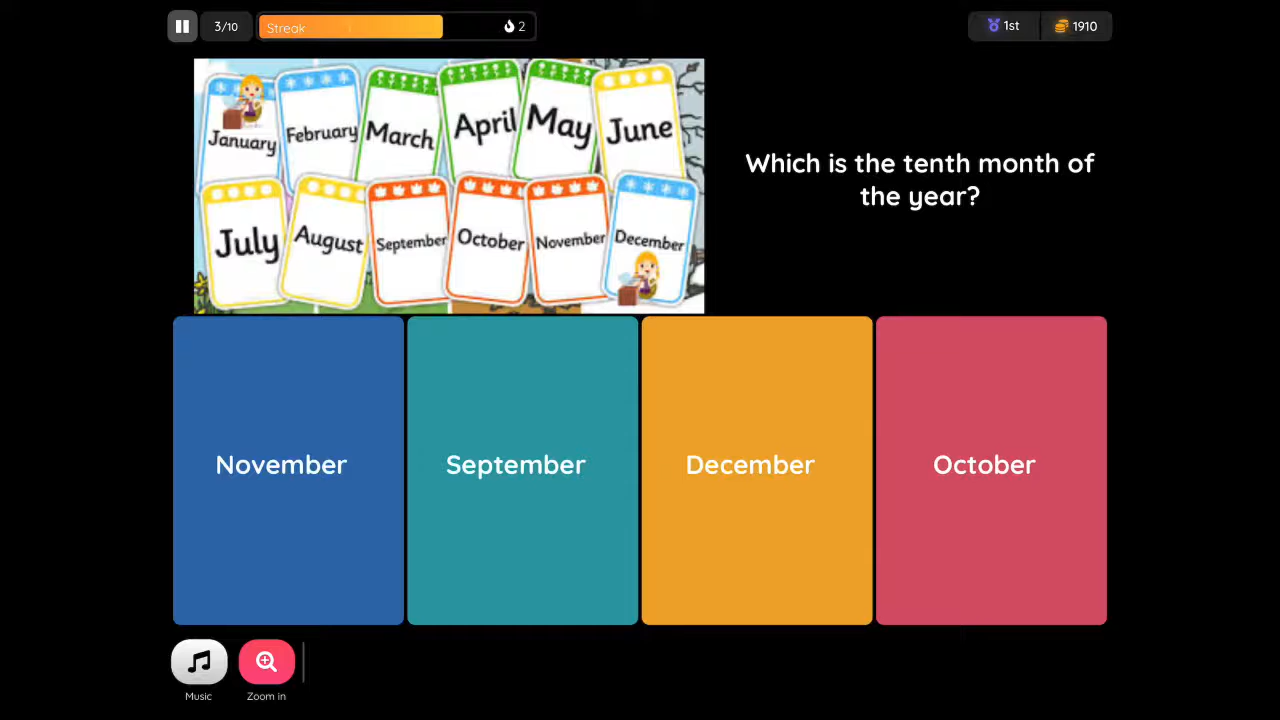 3/10
Streak
2
1st
1910
January
February
March
April
May
June
July
August
September
October
November
December
Which is the tenth month of
the year?
November
September
December
October
Music
Zoom in